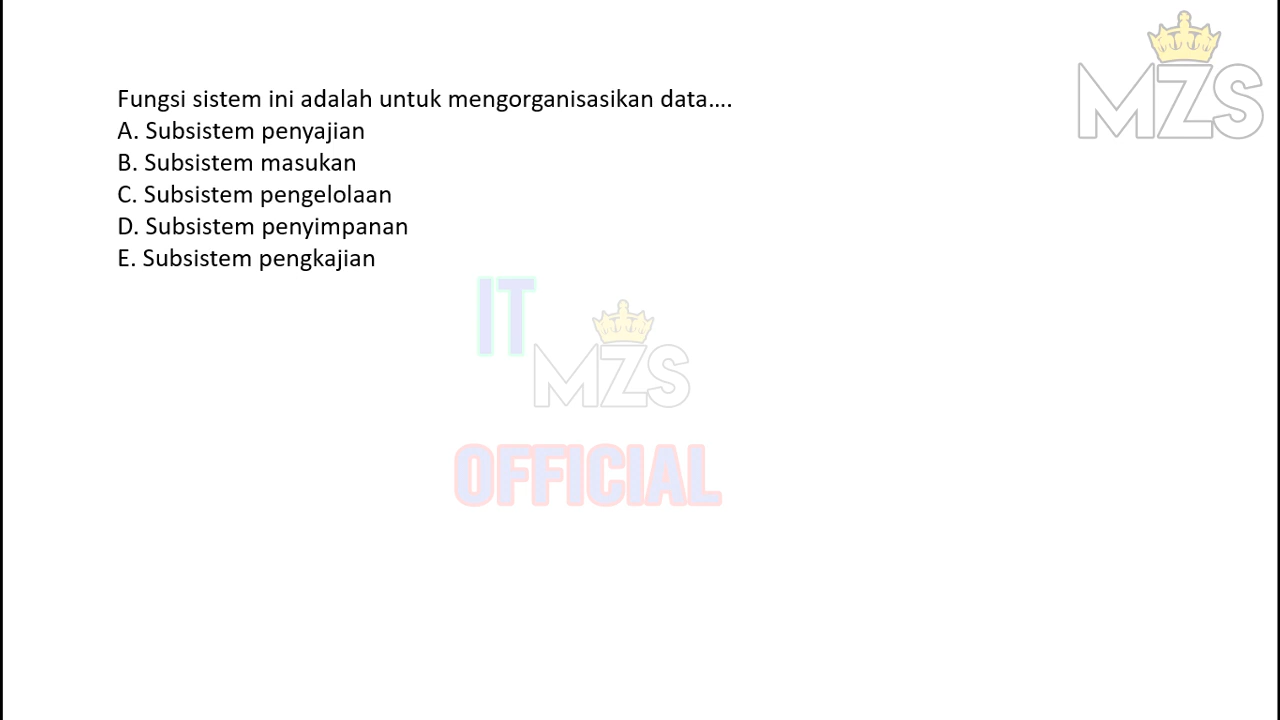 MZS
Fungsi sistem ini adalah untuk mengorganisasikan data....
A. Subsistem penyajian
B. Subsistem masukan
C. Subsistem pengelolaan
D. Subsistem penyimpanan
E. Subsistem pengkajian
IT
MZS
OFFICIAL